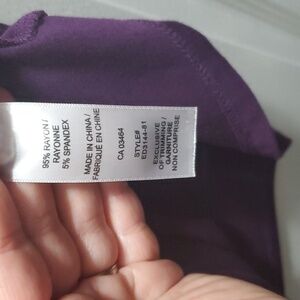 95% RAYON /
RAYONNE
5% SPANDEX
MADE IN CHINA /
FABRIQUÉ EN CHINE
CA 03464
STYLE#
ED3144-81
EXCLUSIVE
OF TRIMMING /
GARNITURE
NON COMPRISE